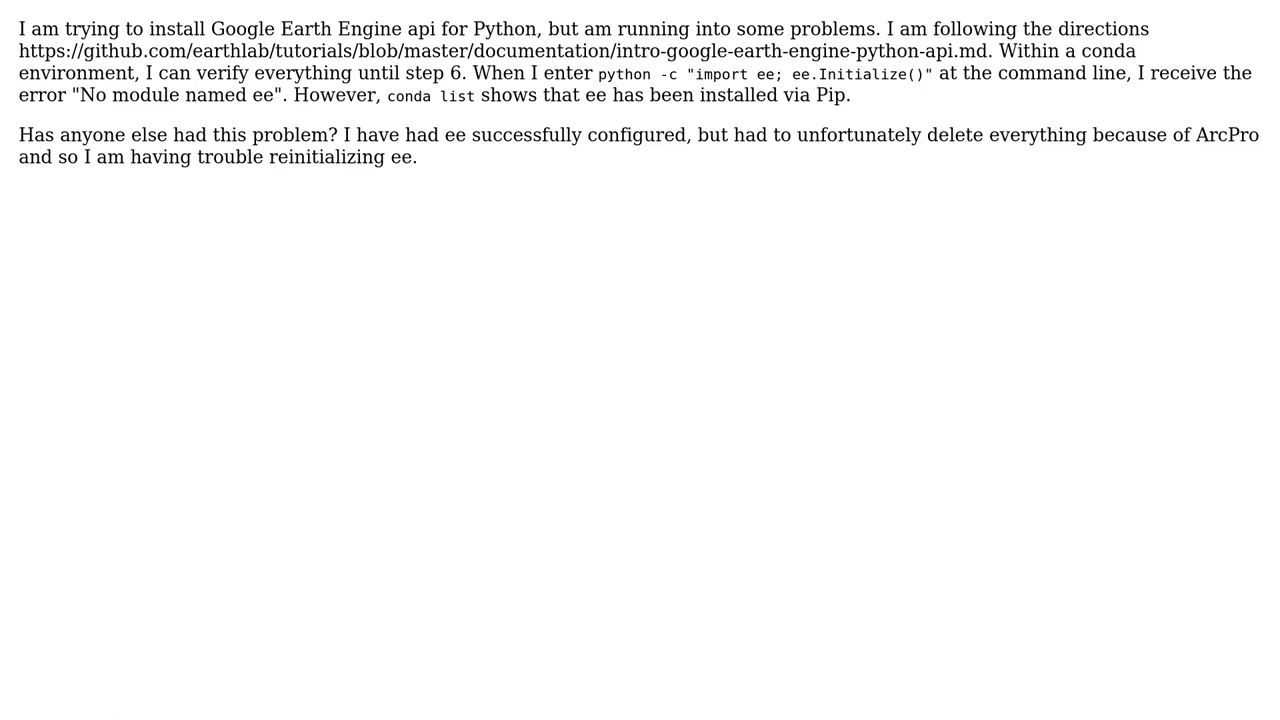 I am trying to install Google Earth Engine api for Python, but am running into some problems. I am following the directions
https://github.com/earthlab/tutorials/blob/master/documentation/intro-google-earth-engine-python-api.md. Within a conda
environment, I can verify everything until step 6. When I enter python -c "import ee; ee.Initialize()" at the command line, I receive the
error "No module named ee". However, conda list shows that ee has been installed via Pip.
Has anyone else had this problem? I have had ee successfully configured, but had to unfortunately delete everything because of ArcPro
and so I am having trouble reinitializing ee.